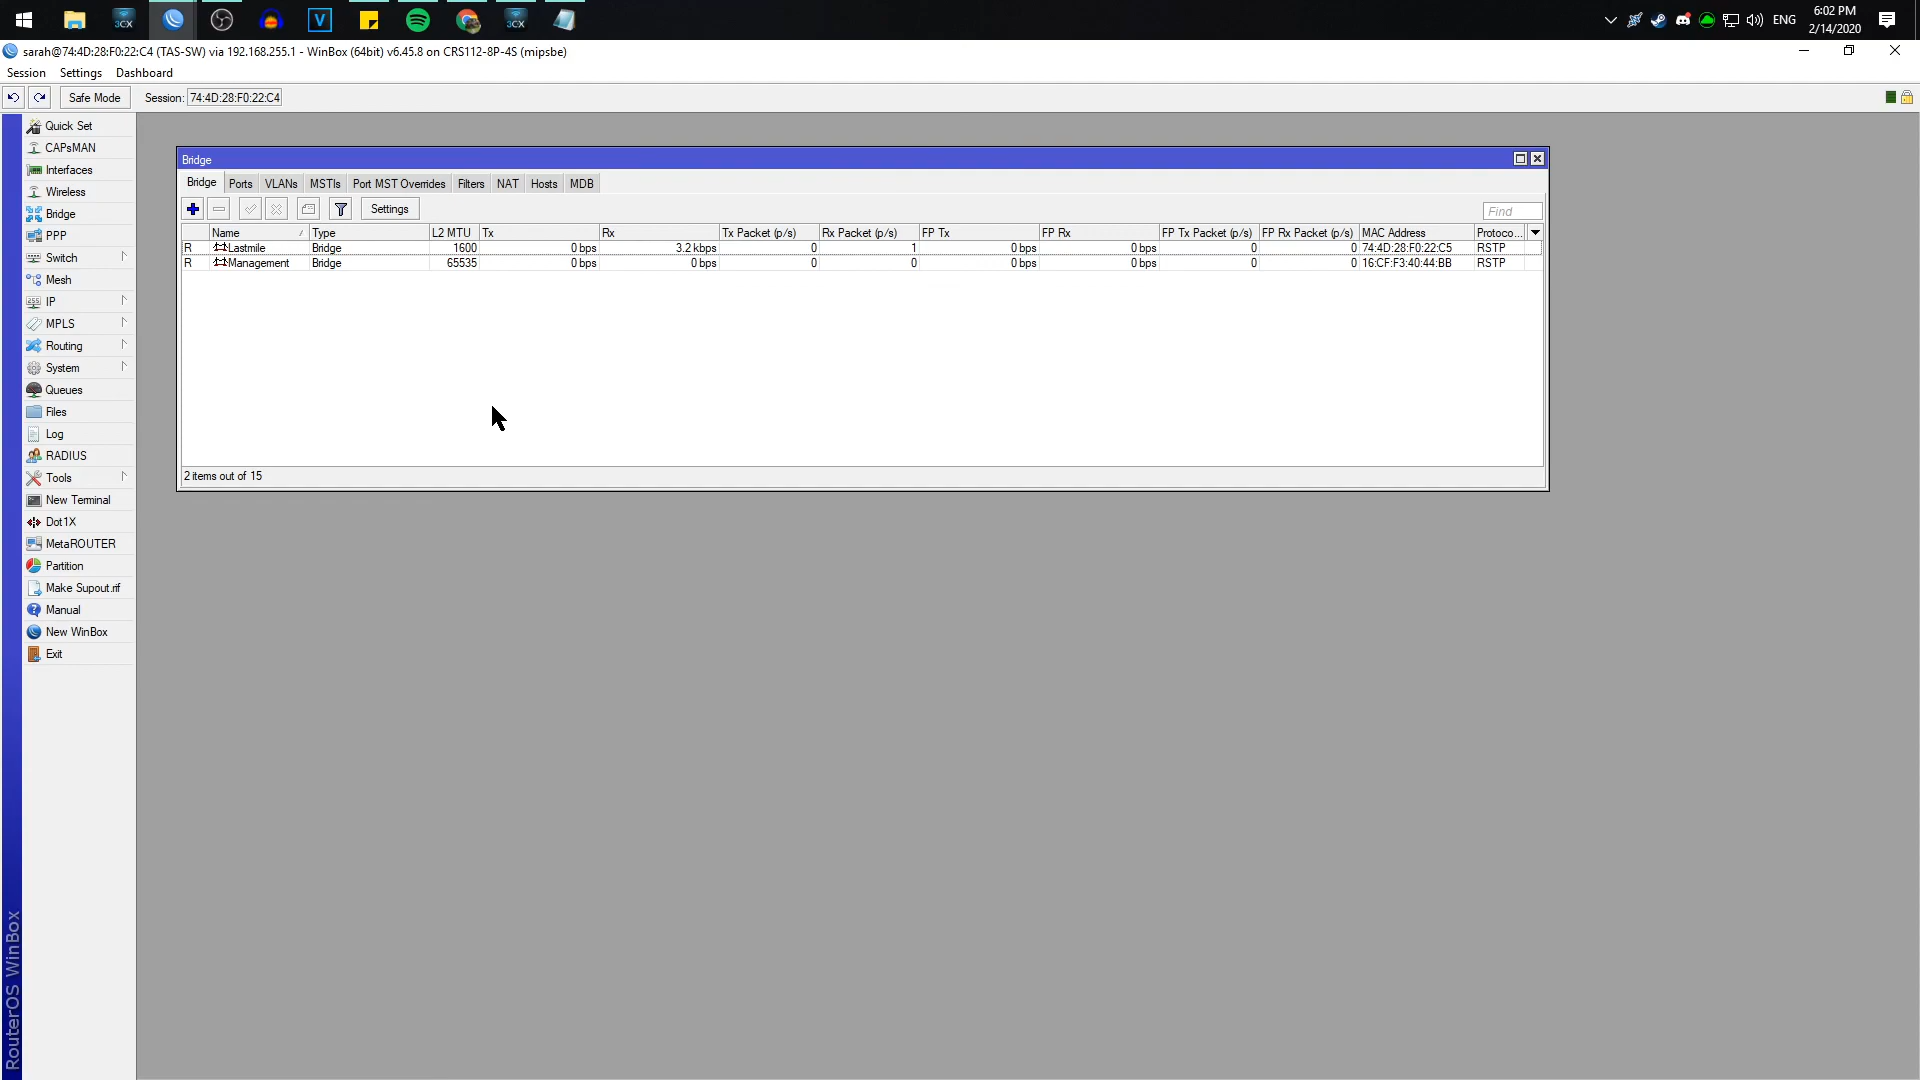 3CX
V
3CX
ENG
6:02 PM
2/14/2020
sarah@74:4D:28:F0:22:C4 (TAS-SW) via 192.168.255.1 - WinBox (64bit) v6.45.8 on CRS112-8P-4S (mipsbe)
Session Settings Dashboard
Safe Mode Session: 74:4D:28:F0:22:C4
Quick Set
CAPsMAN
Interfaces
Wireless
Bridge
PPP
Switch
Mesh
IP
MPLS
Routing
System
Queues
Files
Log
RADIUS
Tools
New Terminal
Dot1X
MetaROUTER
Partition
Make Supout.rif
Manual
New WinBox
Exit
RouterOS WinBox
Bridge
Bridge Ports VLANs MSTIs Port MST Overrides Filters NAT Hosts MDB
Settings Find
Name Type L2 MTU Tx Rx Tx Packet (p/s) Rx Packet (p/s) FP Tx FP Rx FP Tx Packet (p/s) FP Rx Packet (p/s) MAC Address Protoco...
R Lastmile Bridge 1600 0 bps 3.2 kbps 0 1 0 bps 0 bps 0 0 74:4D:28:F0:22:C5 RSTP
R Management Bridge 65535 0 bps 0 bps 0 0 0 bps 0 bps 0 0 16:CF:F3:40:44:BB RSTP
2 items out of 15